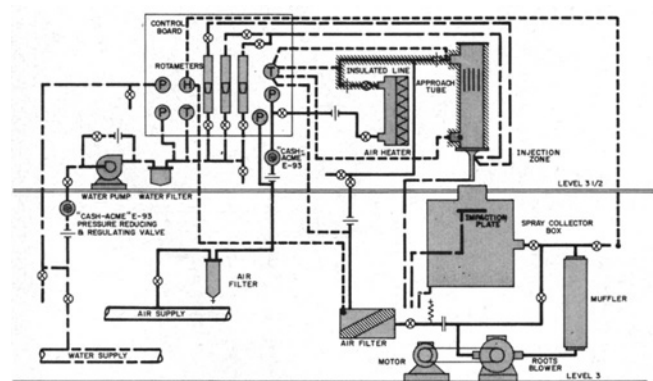 CONTROL
BOARD
ROTAMETERS
P
H
T
P
P
T
P
INSULATED LINE
APPROACH
TUBE
AIR HEATER
INJECTION
ZONE
"CASH-
ACME"
E-93
WATER PUMP
WATER FILTER
LEVEL 3 1/2
"CASH-ACME" E-93
PRESSURE REDUCING
& REGULATING VALVE
IMPACTION
PLATE
SPRAY COLLECTOR
BOX
AIR
FILTER
MUFFLER
AIR SUPPLY
AIR FILTER
WATER SUPPLY
MOTOR
ROOTS
BLOWER
LEVEL 3